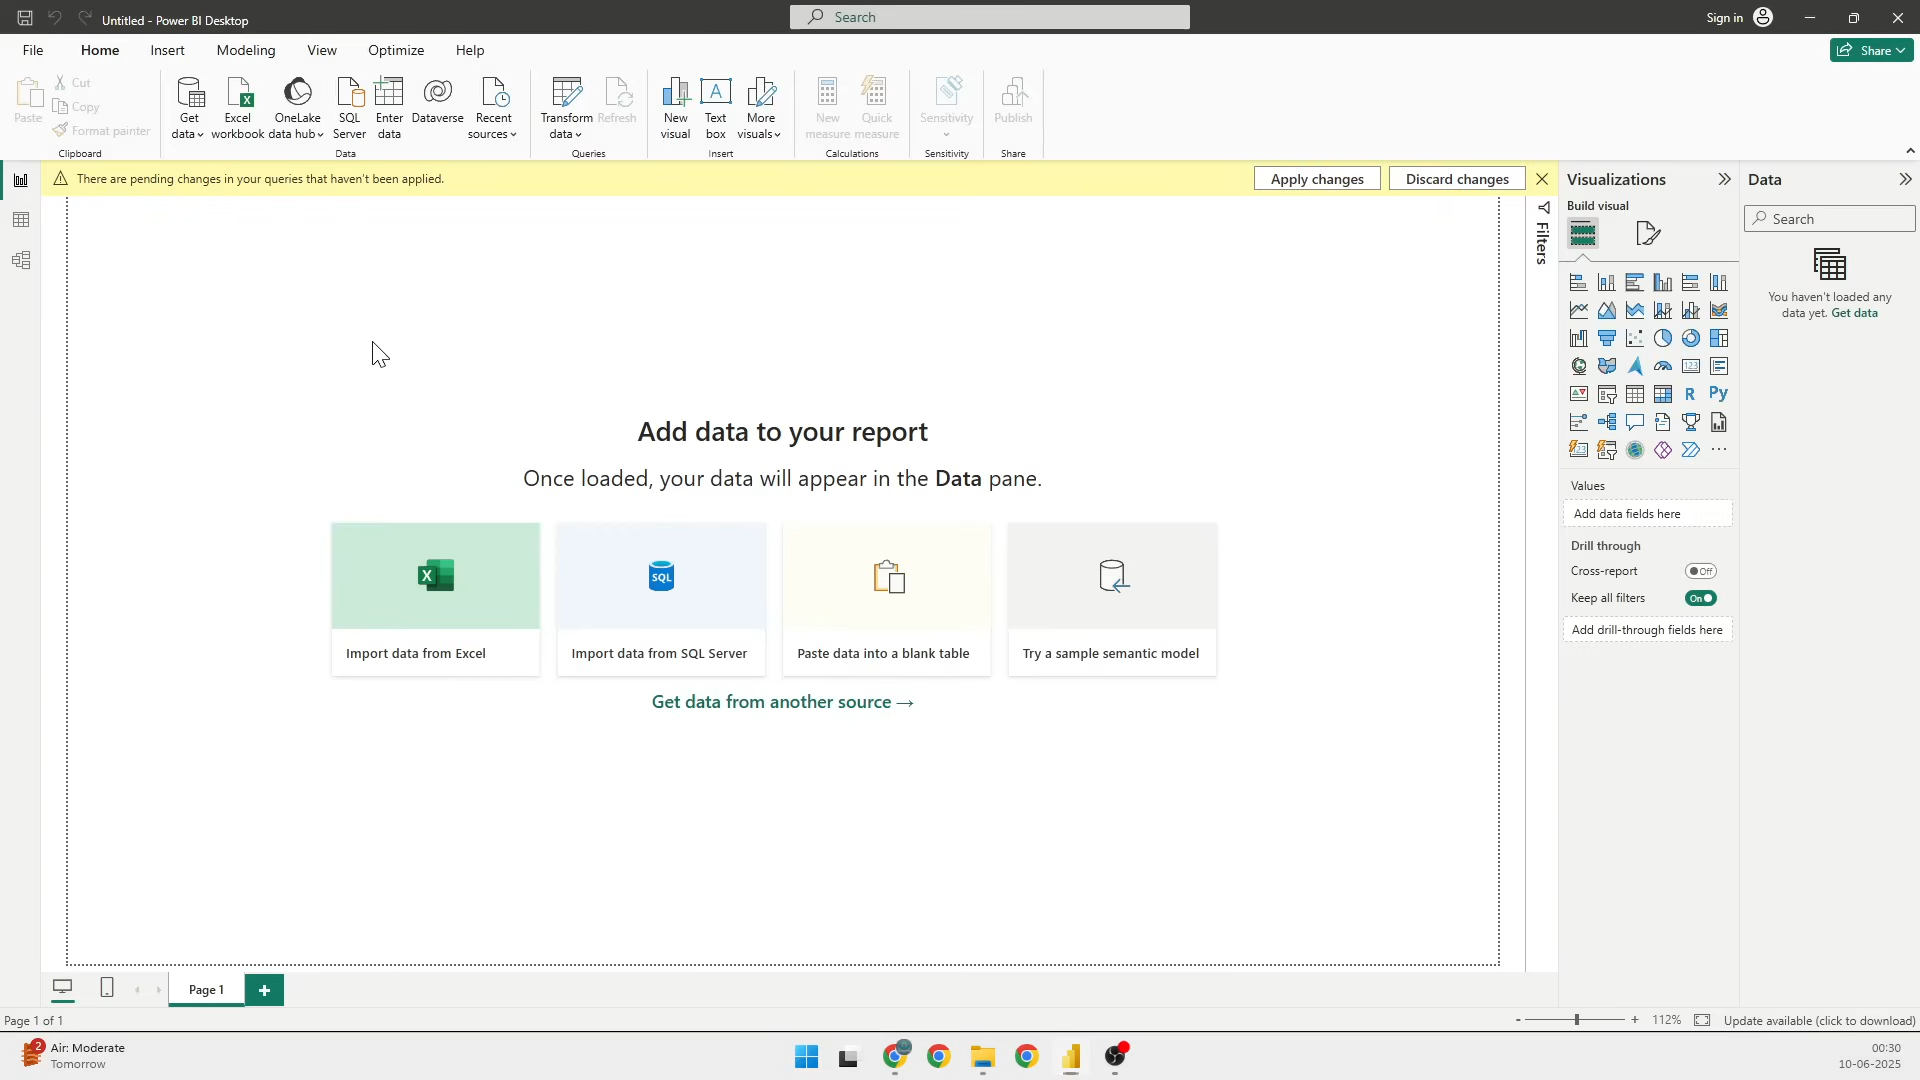 Untitled - Power BI Desktop
Search
Sign in
File
Home
Insert
Modeling
View
Optimize
Help
Share
Paste
Cut
Copy
Format painter
Clipboard
Get data
Excel workbook
OneLake data hub
SQL Server
Enter data
Dataverse
Recent sources
Data
Transform data
Refresh
Queries
New visual
Text box
More visuals
Insert
New measure
Quick measure
Calculations
Sensitivity
Sensitivity
Publish
Share
There are pending changes in your queries that haven't been applied.
Apply changes
Discard changes
Filters
Add data to your report
Once loaded, your data will appear in the Data pane.
Import data from Excel
SQL
Import data from SQL Server
Paste data into a blank table
Try a sample semantic model
Get data from another source →
Visualizations
Build visual
R
Py
123
Values
Add data fields here
Drill through
Cross-report
Off
Keep all filters
On
Add drill-through fields here
Data
Search
You haven't loaded any
data yet. Get data
Page 1
Page 1 of 1
- + 112%
Update available (click to download)
2
Air: Moderate
Tomorrow
00:30
10-06-2025